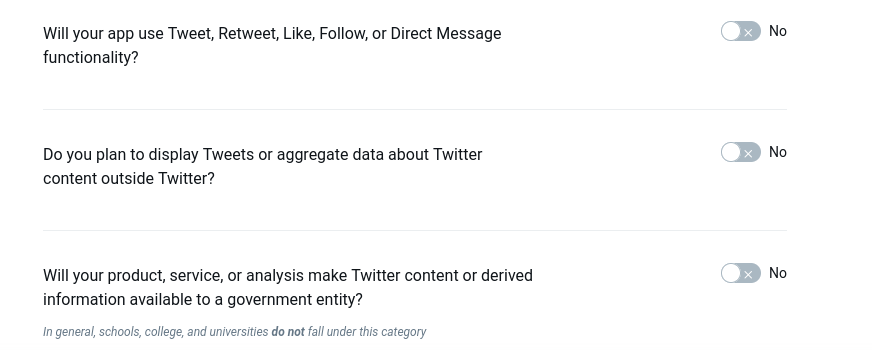 Will your app use Tweet, Retweet, Like, Follow, or Direct Message
functionality?
No
Do you plan to display Tweets or aggregate data about Twitter
content outside Twitter?
No
Will your product, service, or analysis make Twitter content or derived
information available to a government entity?
No
In general, schools, college, and universities do not fall under this category